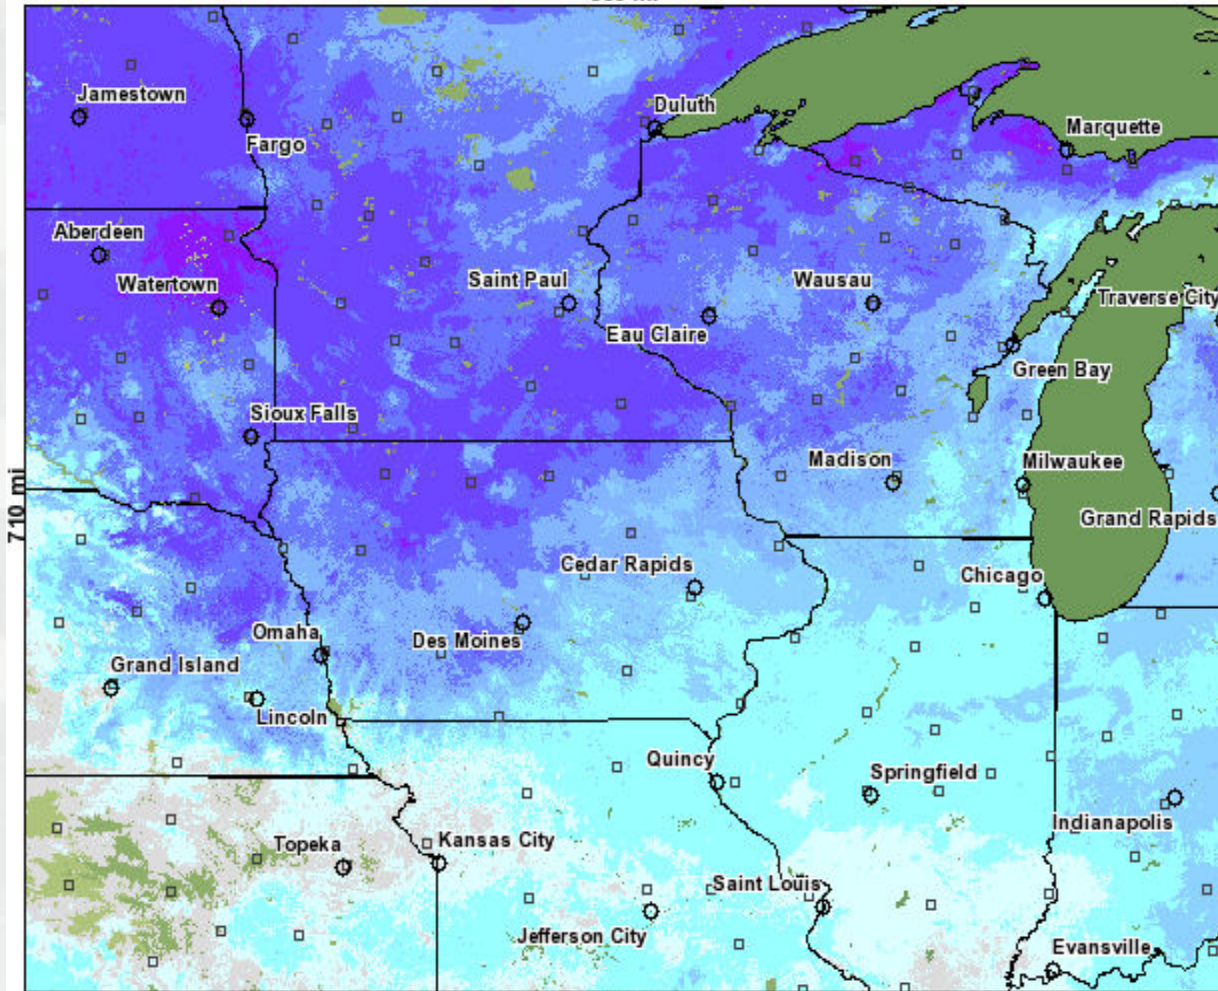 Jamestown
Duluth
Marquette
Fargo
Aberdeen
Saint Paul
Wausau
Watertown
Traverse City
Eau Claire
Green Bay
Sioux Falls
Madison
Milwaukee
710 mi
Grand Rapids
Cedar Rapids
Chicago
Omaha
Des Moines
Grand Island
Lincoln
Quincy
Springfield
Indianapolis
Topeka
Kansas City
Saint Louis
Jefferson City
Evansville